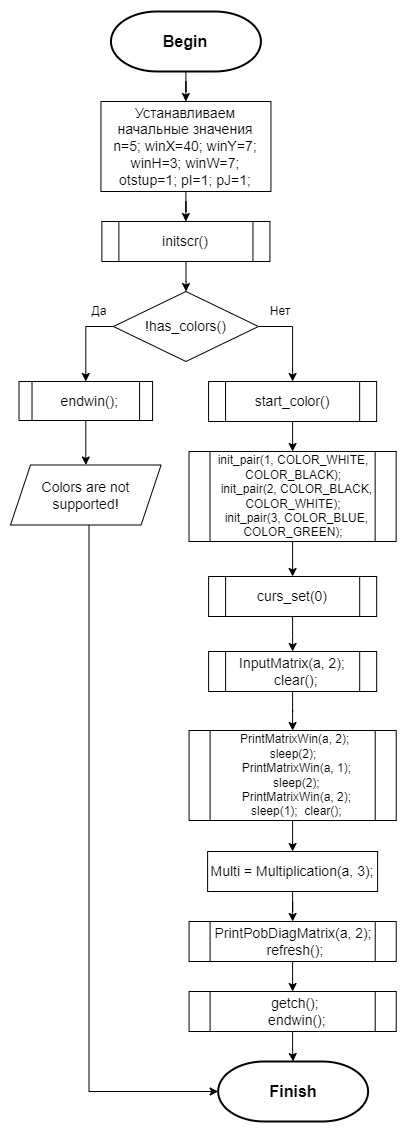 Begin
Устанавливаем
начальные значения
n=5; winX=40; winY=7;
winH=3; winW=7;
otstup=1; pI=1; pJ=1;
initscr()
!has_colors()
Да
Нет
endwin();
start_color()
Colors are not
supported!
init_pair(1, COLOR_WHITE,
COLOR_BLACK);
init_pair(2, COLOR_BLACK,
COLOR_WHITE);
init_pair(3, COLOR_BLUE,
COLOR_GREEN);
curs_set(0)
InputMatrix(a, 2);
clear();
PrintMatrixWin(a, 2);
sleep(2);
PrintMatrixWin(a, 1);
sleep(2);
PrintMatrixWin(a, 2);
sleep(1); clear();
Multi = Multiplication(a, 3);
PrintPobDiagMatrix(a, 2);
refresh();
getch();
endwin();
Finish